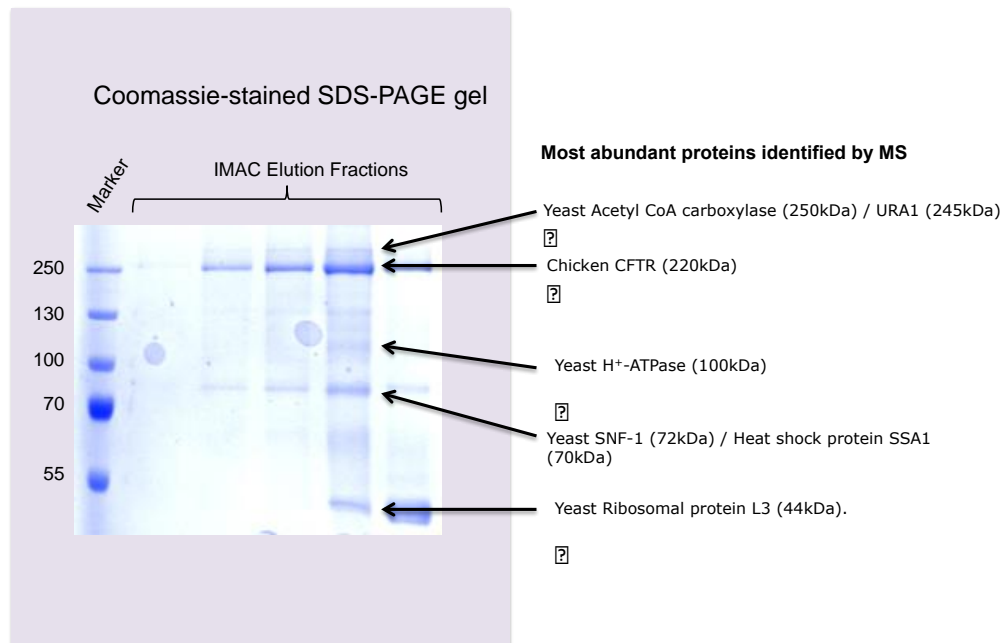 Coomassie-stained SDS-PAGE gel
Marker
IMAC Elution Fractions
250
130
100
70
55
Most abundant proteins identified by MS
Yeast Acetyl CoA carboxylase (250kDa) / URA1 (245kDa)
?
Chicken CFTR (220kDa)
?
Yeast H⁺-ATPase (100kDa)
?
Yeast SNF-1 (72kDa) / Heat shock protein SSA1
(70kDa)
Yeast Ribosomal protein L3 (44kDa).
?